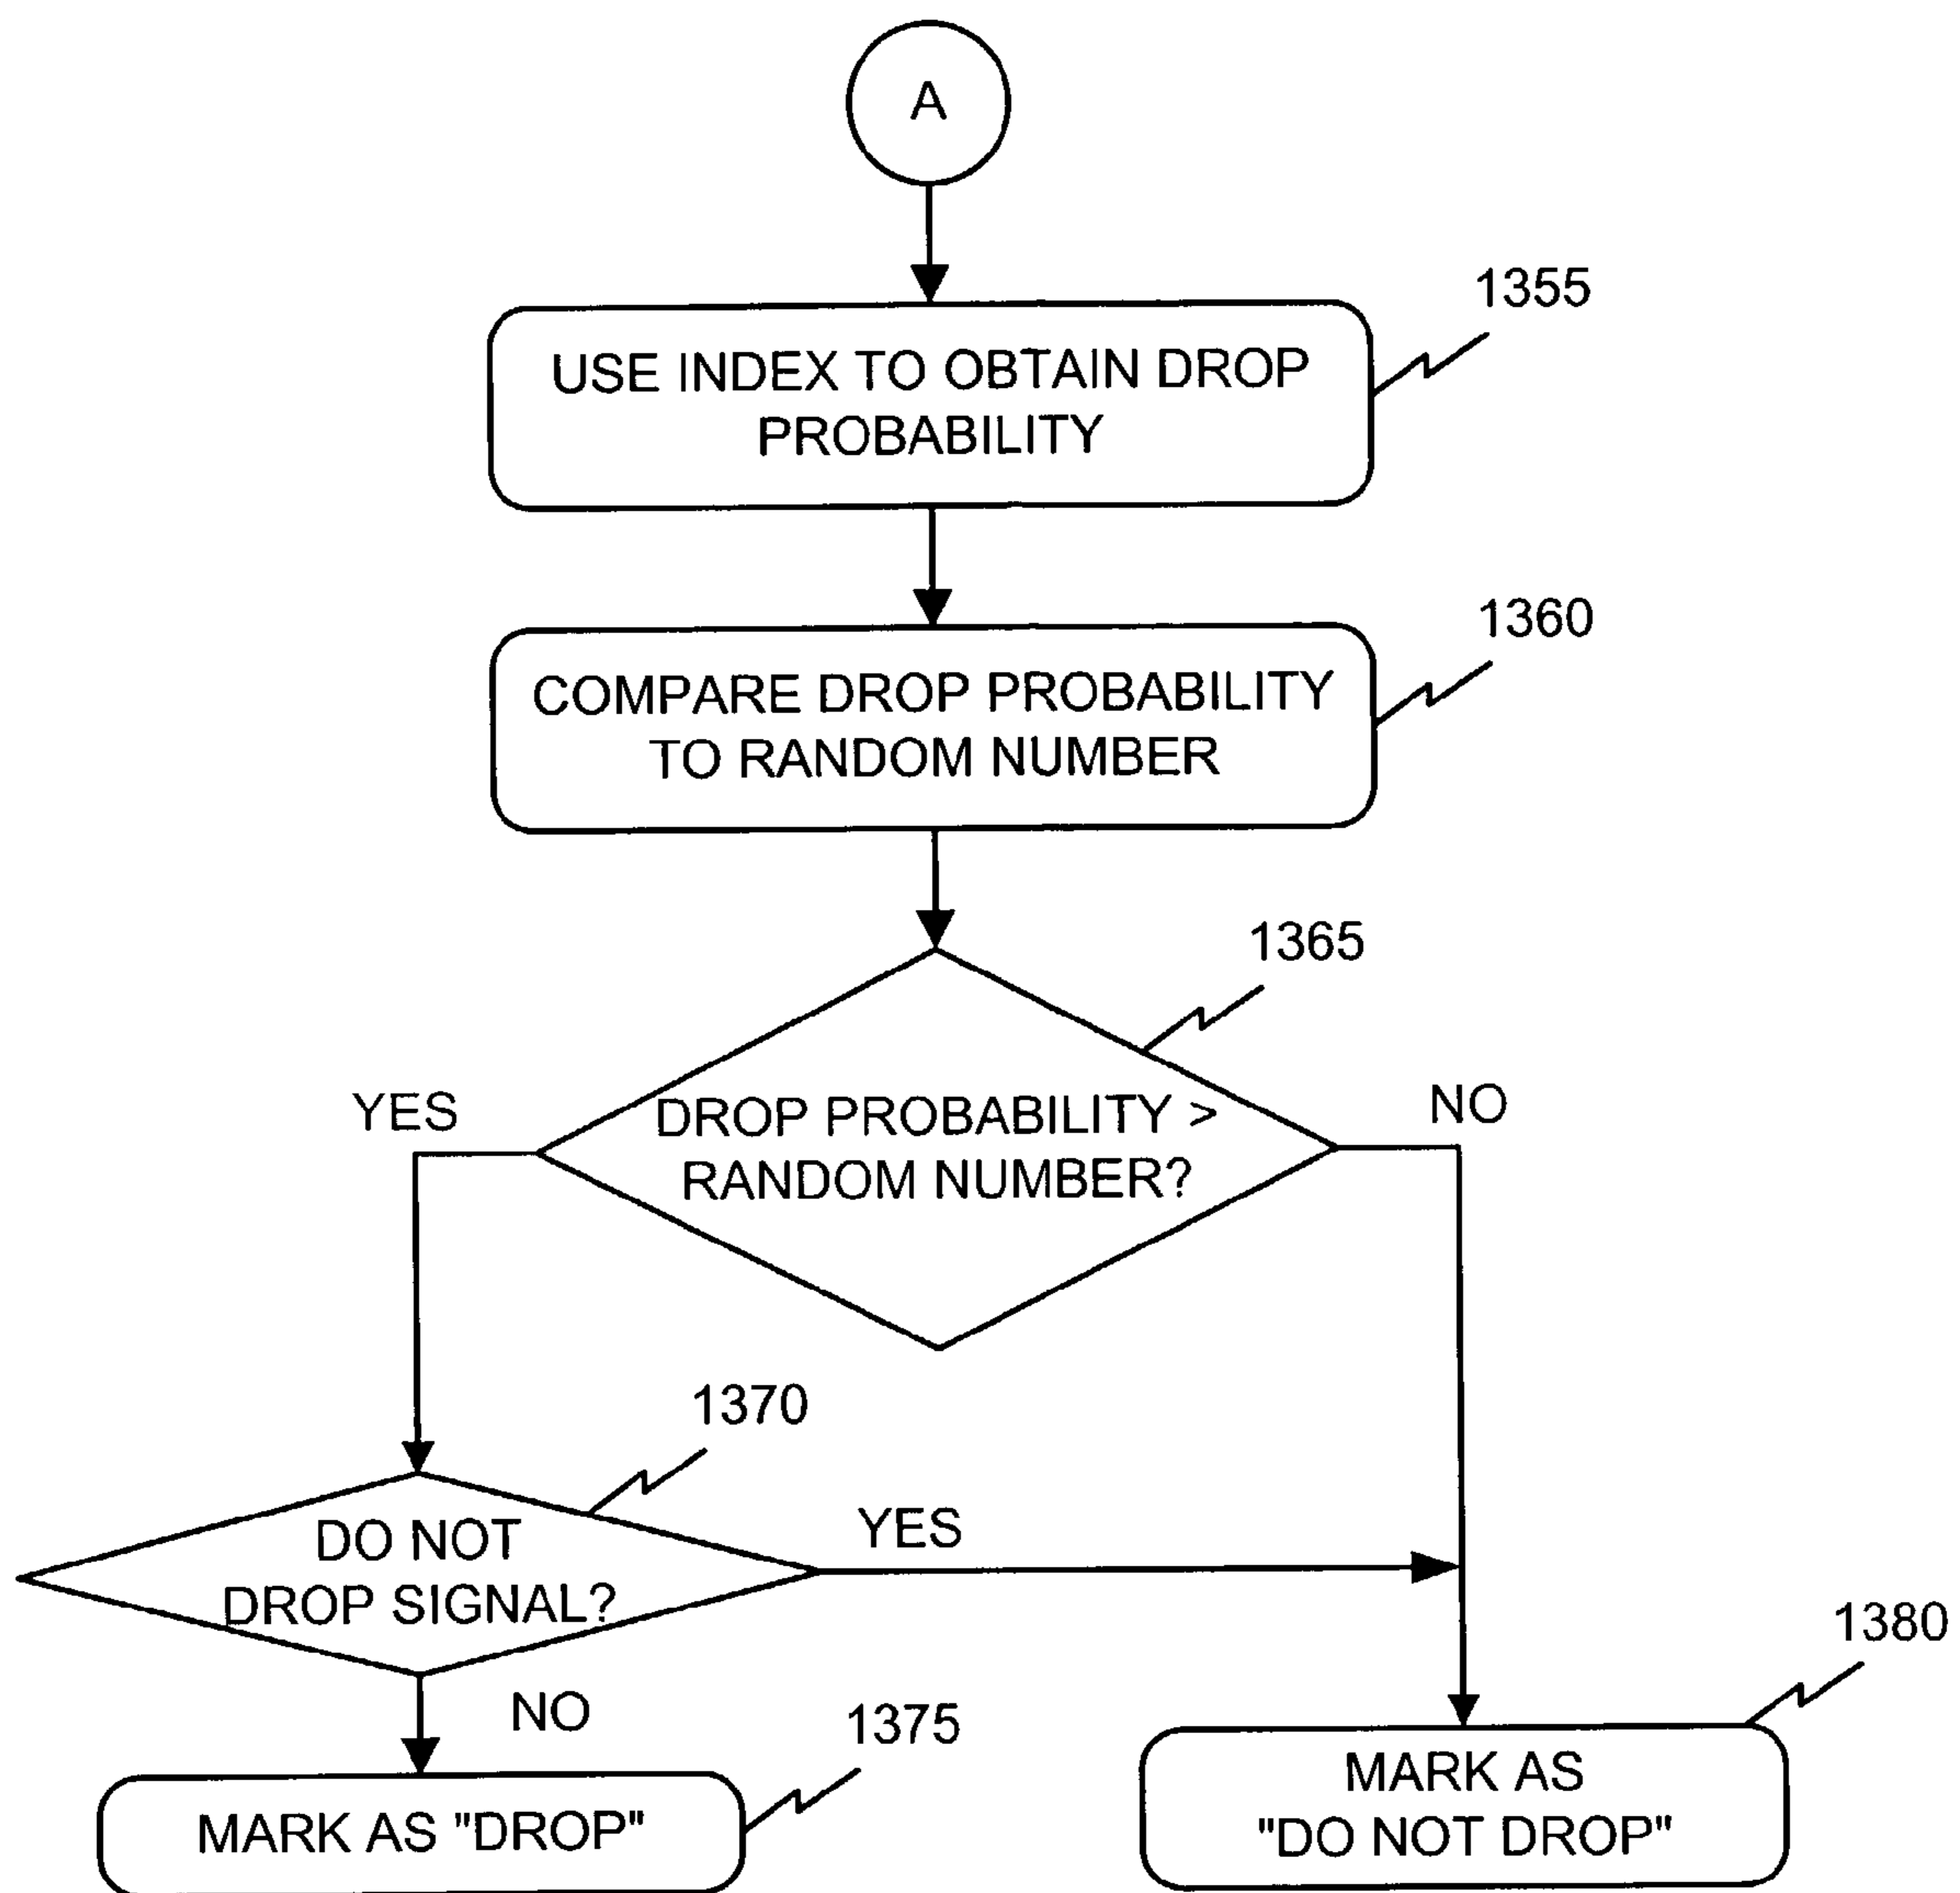 A
1355
USE INDEX TO OBTAIN DROP
PROBABILITY
1360
COMPARE DROP PROBABILITY
TO RANDOM NUMBER
1365
YES
DROP PROBABILITY >
RANDOM NUMBER?
NO
1370
DO NOT
DROP SIGNAL?
YES
NO
1375
MARK AS "DROP"
1380
MARK AS
"DO NOT DROP"